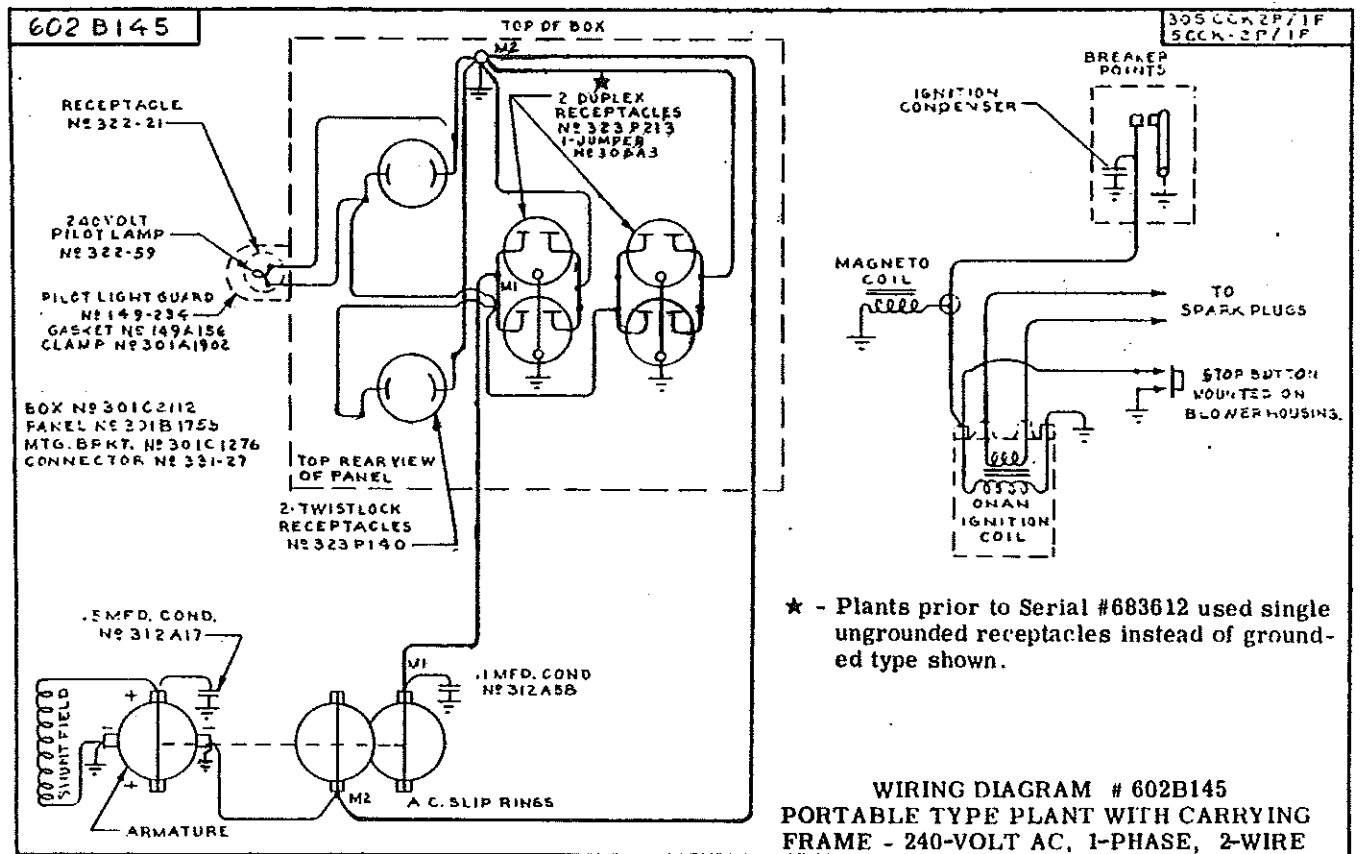 602 B145
TOP OF BOX
M2
RECEPTACLE
Nº 322-21
240 VOLT
PILOT LAMP
Nº 322-59
PILOT LIGHT GUARD
Nº 149-234
GASKET Nº 149A156
CLAMP Nº 301A1902
BOX Nº 301C2112
MTG. BRKT. Nº 301C1276
CONNECTOR Nº 331-27
2 DUPLEX
RECEPTACLES
Nº 323P213
1-JUMPER
M1
TOP REAR VIEW
OF PANEL
2-TWISTLOCK
RECEPTACLES
Nº 323P140
.5 MFD. COND.
Nº 312A17
SHUNT FIELD
+
+
ARMATURE
M1
.1 MFD. COND
Nº 312A58
M2
A.C. SLIP RINGS
BREAKER
POINTS
IGNITION
CONDENSER
MAGNETO
COIL
TO
SPARK PLUGS
STOP BUTTON
MOUNTED ON
BLOWER HOUSING.
ONAN
IGNITION
COIL
★ - Plants prior to Serial #683612 used single
ungrounded receptacles instead of ground-
ed type shown.
WIRING DIAGRAM # 602B145
PORTABLE TYPE PLANT WITH CARRYING
FRAME - 240-VOLT AC, 1-PHASE, 2-WIRE